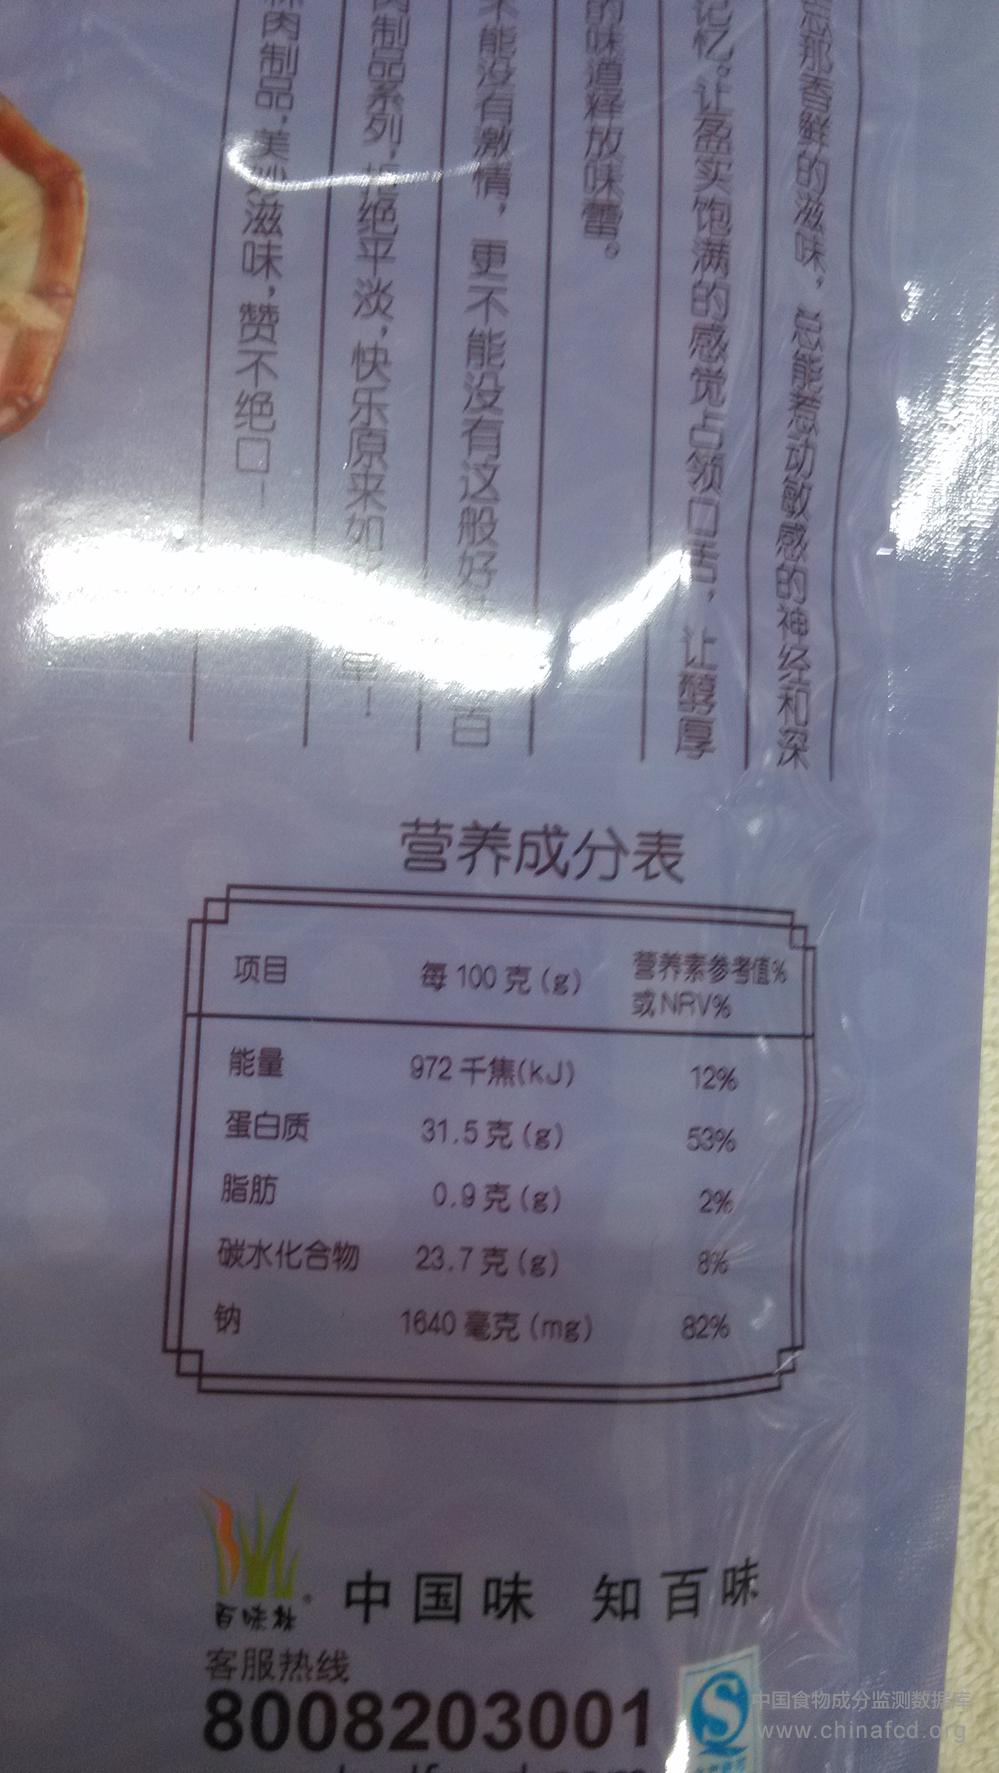 忘那香鲜的滋味，总能惹动敏感的神经和深
记忆。让盈实饱满的感觉占领口舌，让醇厚
的味道释放味蕾。
不能没有激情，更不能没有这般好 百
肉制品系列，拒绝平淡，快乐原来如 单！
林肉制品，美妙滋味，赞不绝口
营养成分表
项目 每100克(g) 营养素参考值%
或NRV%
能量 972千焦(kJ) 12%
蛋白质 31.5克(g) 53%
脂肪 0.9克(g) 2%
碳水化合物 23.7克(g) 8%
钠 1640毫克(mg) 82%
百味林® 中国味 知百味
客服热线
8008203001
中国食物成分监测数据库
www.chinafcd.org